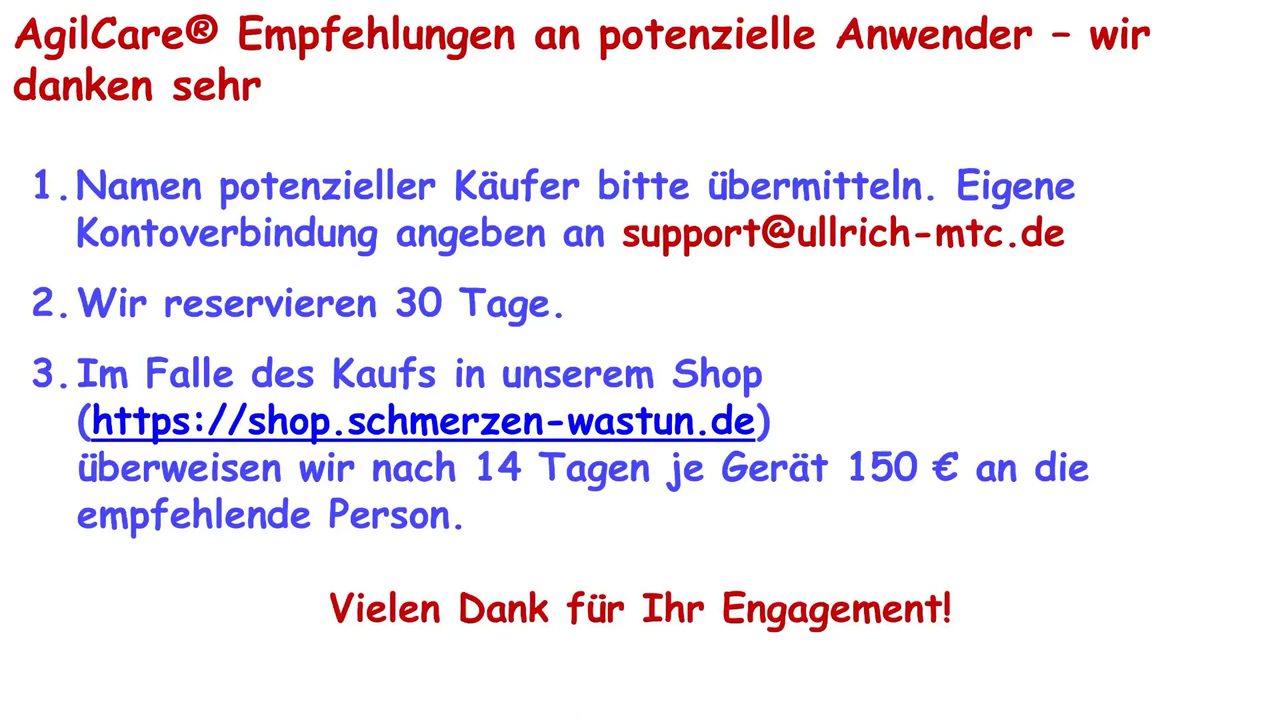 AgilCare® Empfehlungen an potenzielle Anwender – wir
danken sehr
1. Namen potenzieller Käufer bitte übermitteln. Eigene
Kontoverbindung angeben an support@ullrich-mtc.de
2. Wir reservieren 30 Tage.
3. Im Falle des Kaufs in unserem Shop
(https://shop.schmerzen-wastun.de)
überweisen wir nach 14 Tagen je Gerät 150 € an die
empfehlende Person.
Vielen Dank für Ihr Engagement!